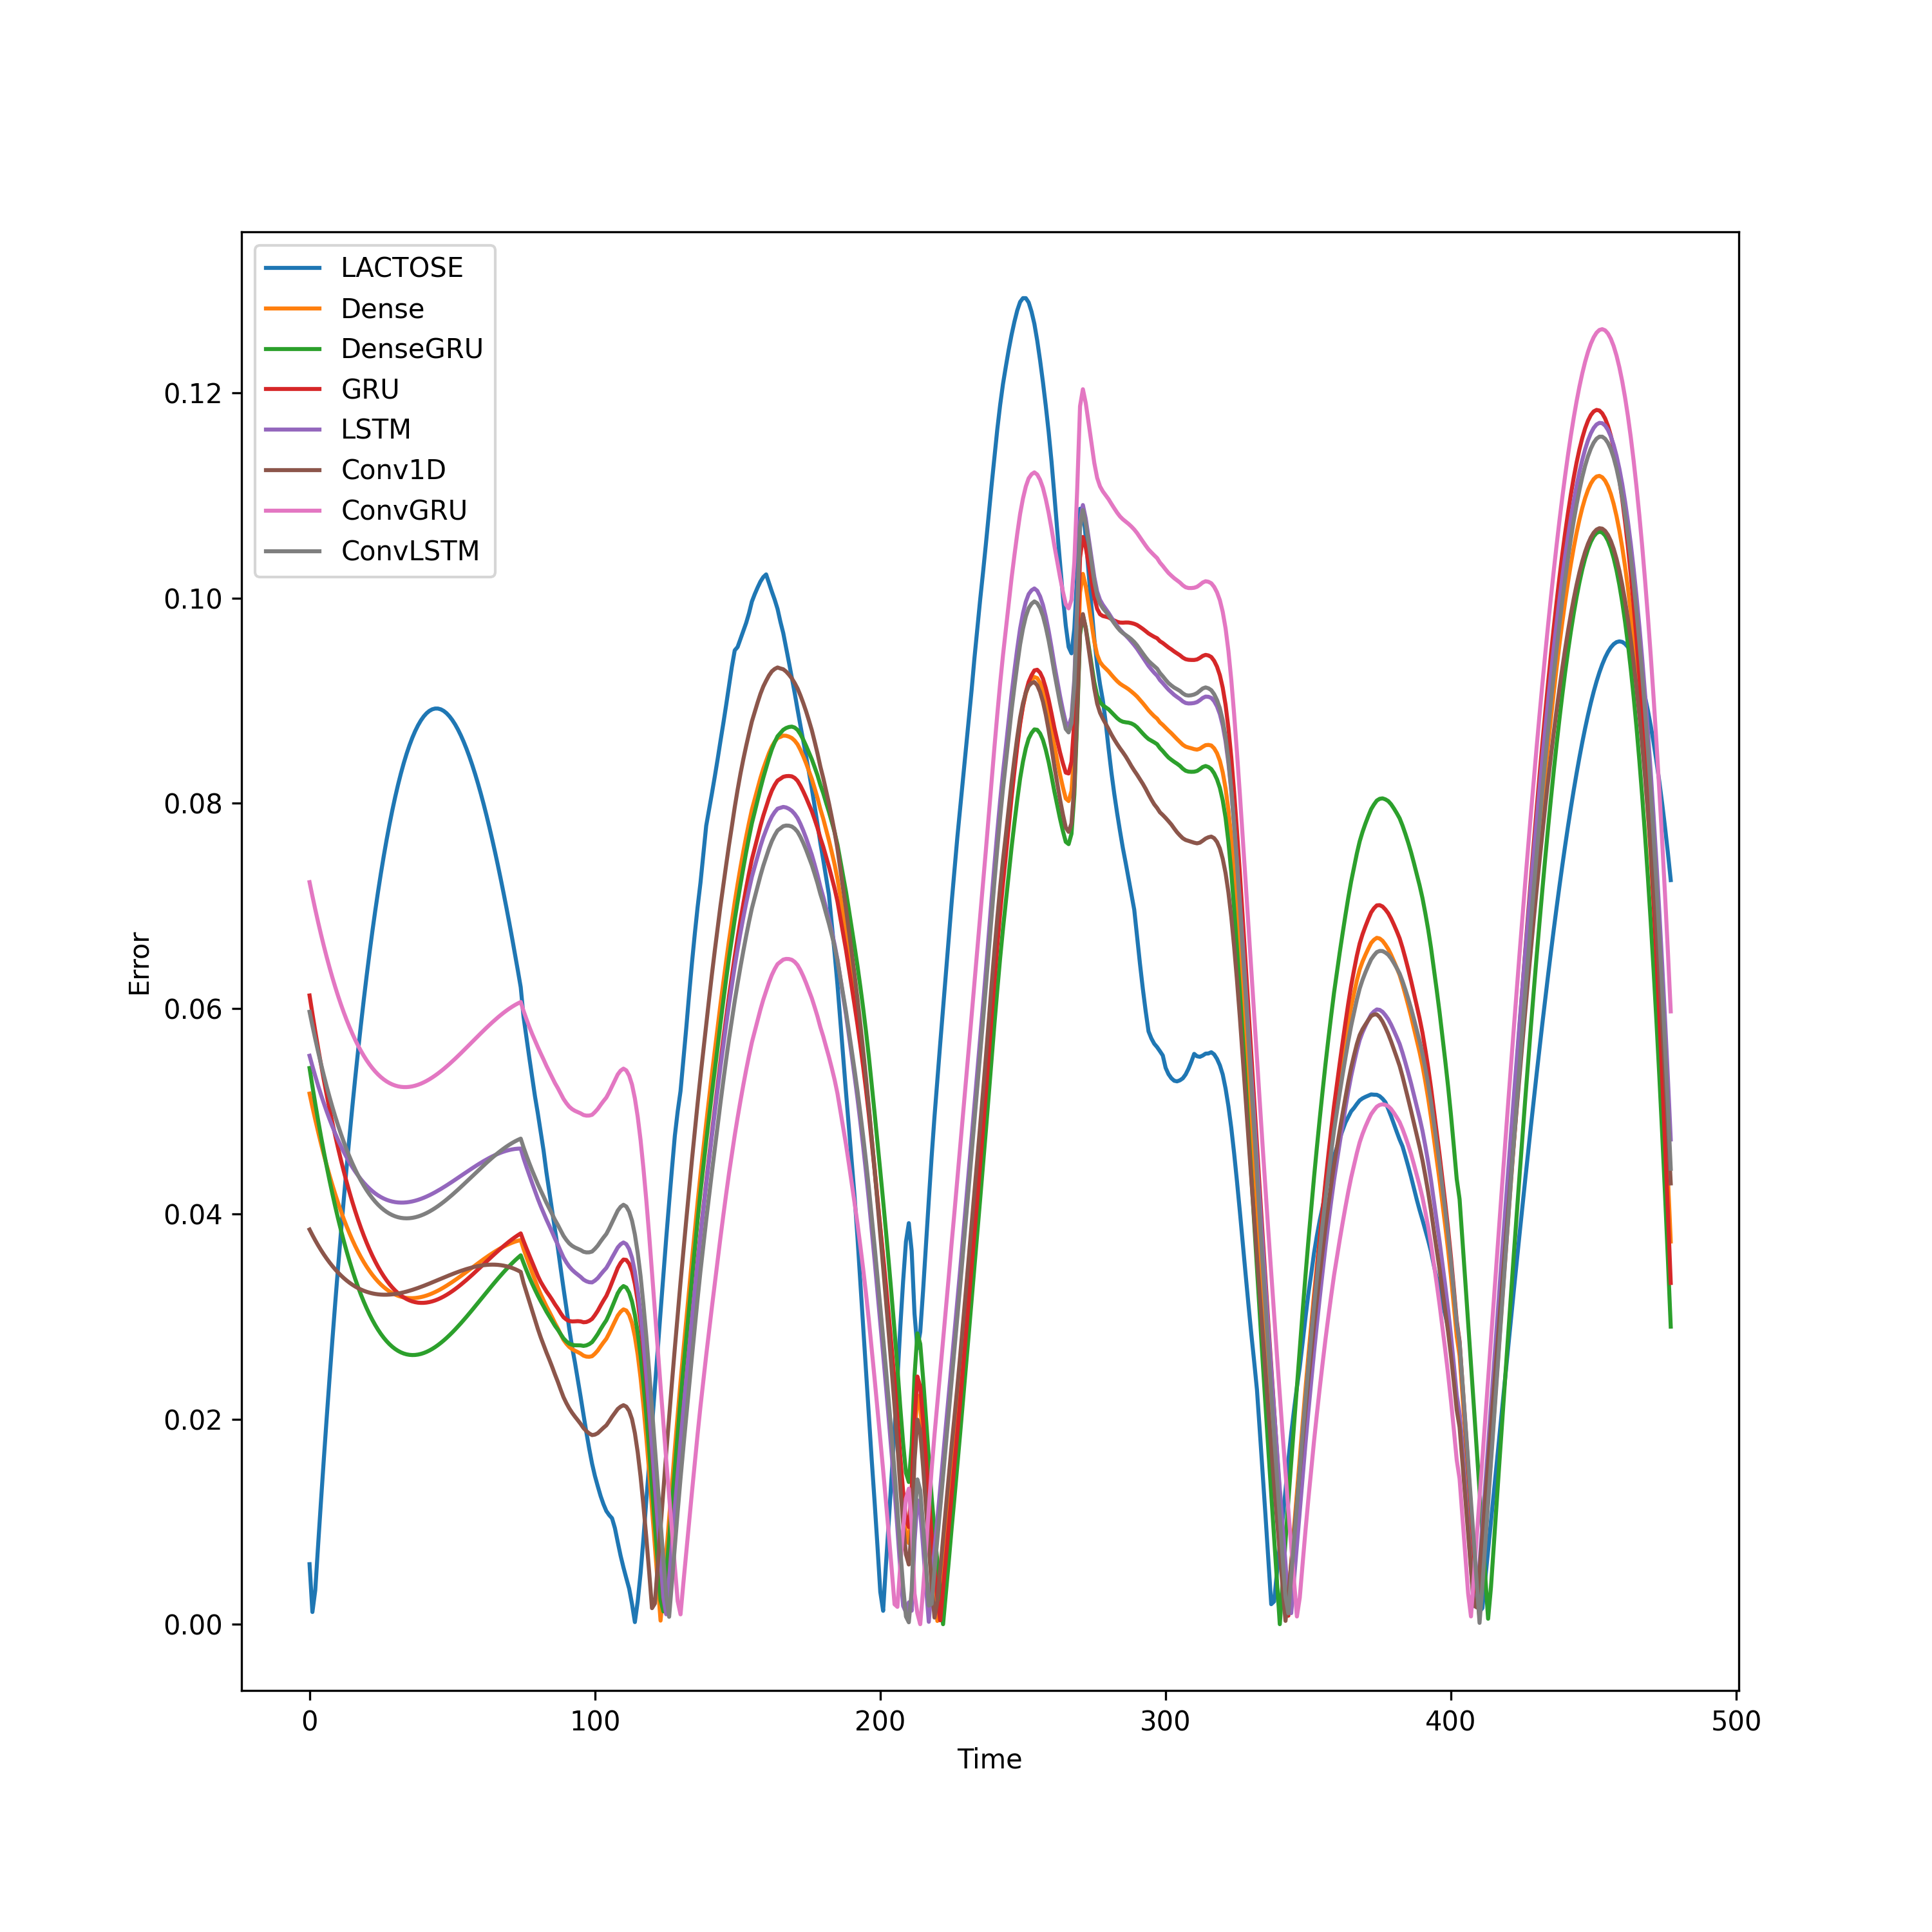 LACTOSE
Dense
DenseGRU
GRU
LSTM
Conv1D
ConvGRU
ConvLSTM
Error
0.12
0.10
0.08
0.06
0.04
0.02
0.00
0 100 200 300 400 500
Time